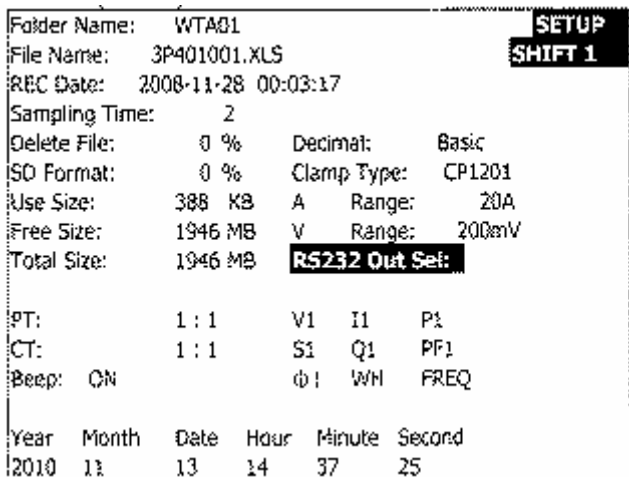 Folder Name: WTA01 SETUP
File Name: 3P401001.XLS SHIFT 1
REC Date: 2008-11-28 00:03:17
Sampling Time: 2
Delete File: 0 % Decimal: Basic
SD Format: 0 % Clamp Type: CP1201
Use Size: 388 KB A Range: 20A
Free Size: 1946 MB V Range: 200mV
Total Size: 1946 MB RS232 Out Sel:
PT: 1 : 1 V1 I1 P1
CT: 1 : 1 S1 Q1 PF1
Beep: ON Φ1 WH FREQ
Year Month Date Hour Minute Second
2010 11 13 14 37 25